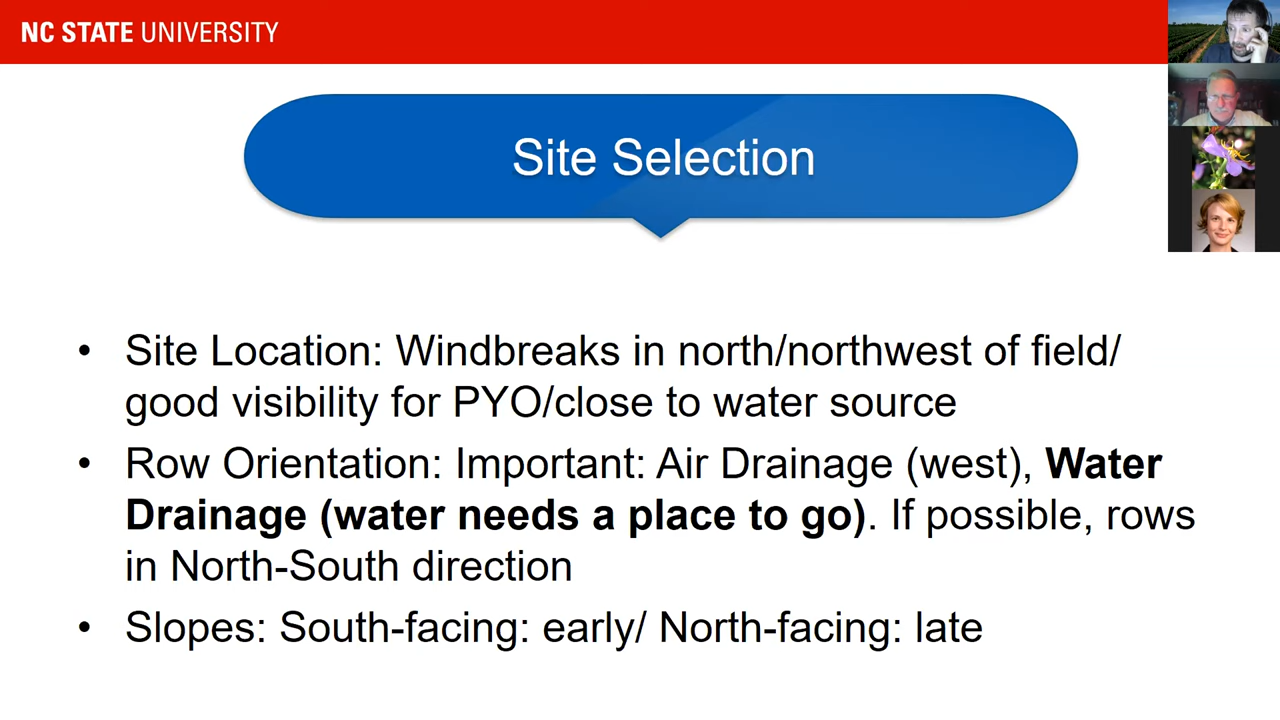 NC STATE UNIVERSITY
Site Selection
• Site Location: Windbreaks in north/northwest of field/
good visibility for PYO/close to water source
• Row Orientation: Important: Air Drainage (west), Water
Drainage (water needs a place to go). If possible, rows
in North-South direction
• Slopes: South-facing: early/ North-facing: late